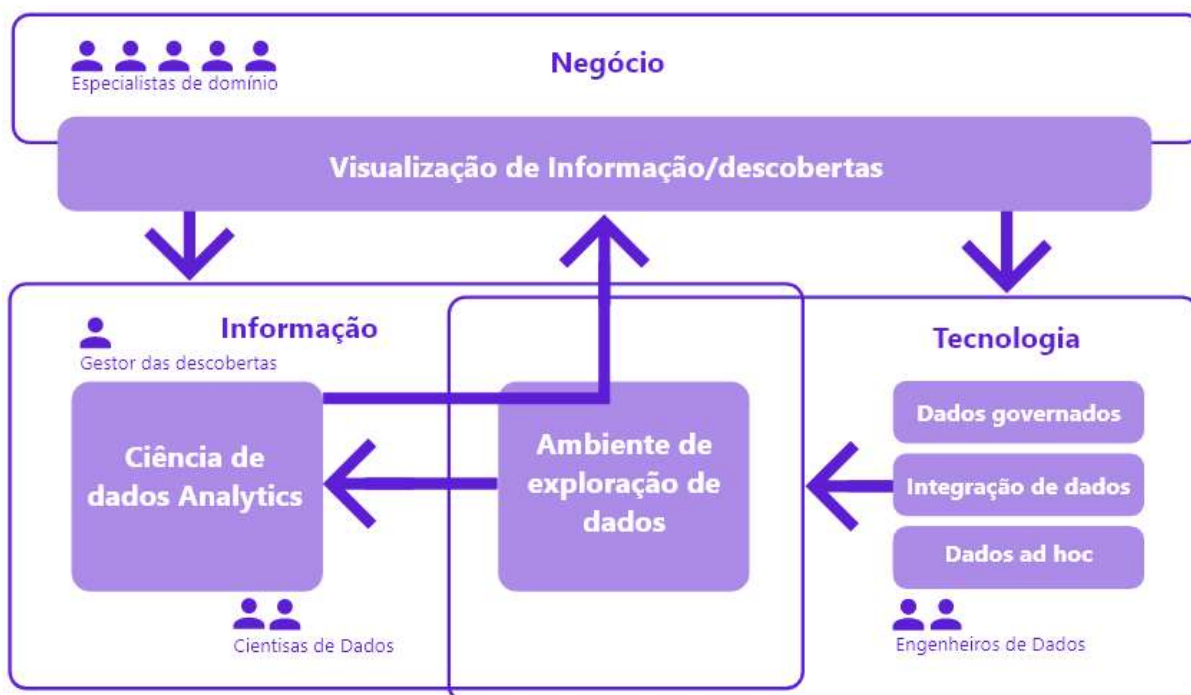 Negócio
Especialistas de domínio
Visualização de Informação/descobertas
Informação
Gestor das descobertas
Ciência de
dados Analytics
Cientisas de Dados
Ambiente de
exploração de
dados
Tecnologia
Dados governados
Integração de dados
Dados ad hoc
Engenheiros de Dados